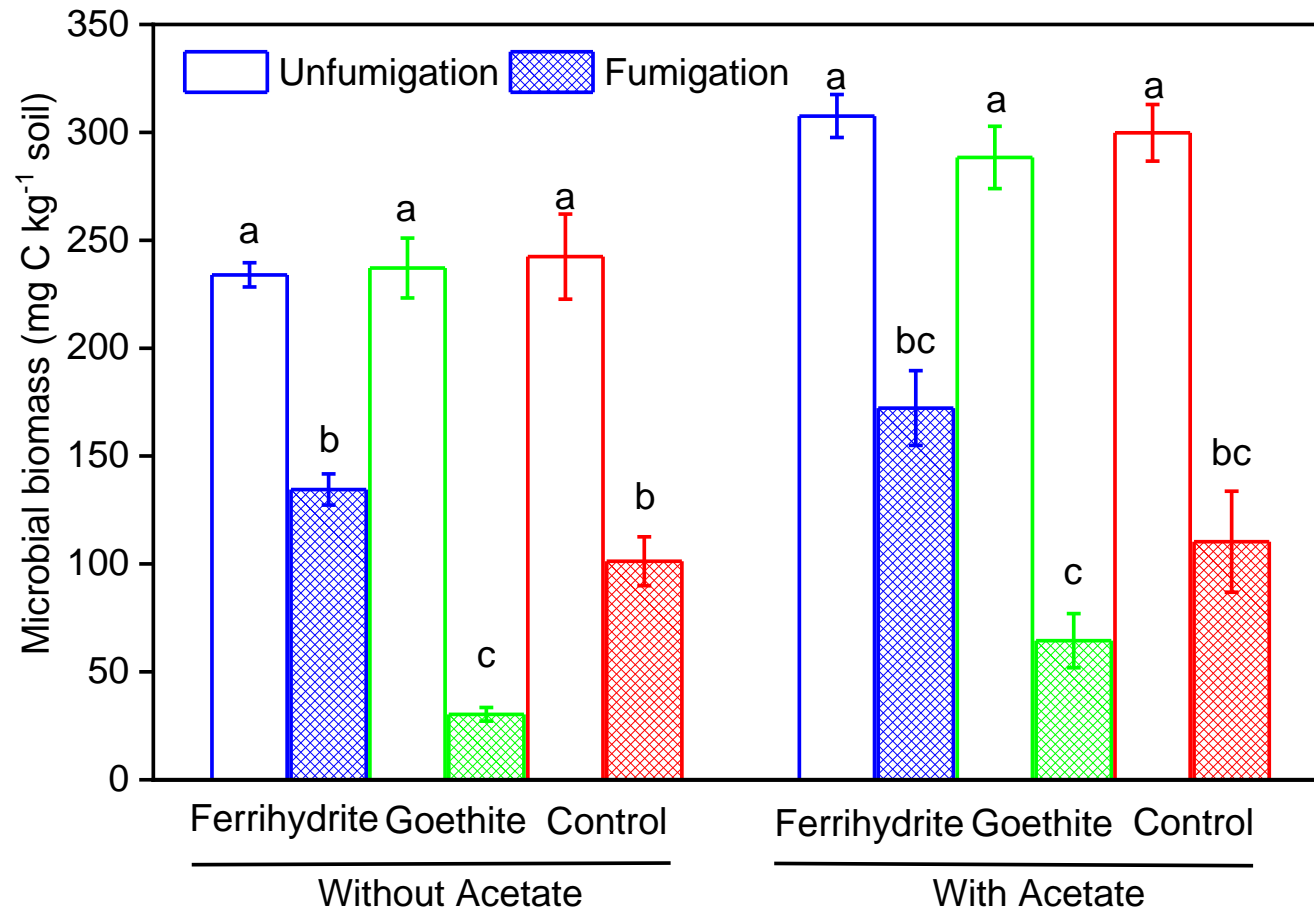 Microbial biomass (mg C kg⁻¹ soil)
350
300
250
200
150
100
50
0
Unfumigation Fumigation
a a a a a a
b c b bc c bc
Ferrihydrite Goethite Control Ferrihydrite Goethite Control
Without Acetate With Acetate